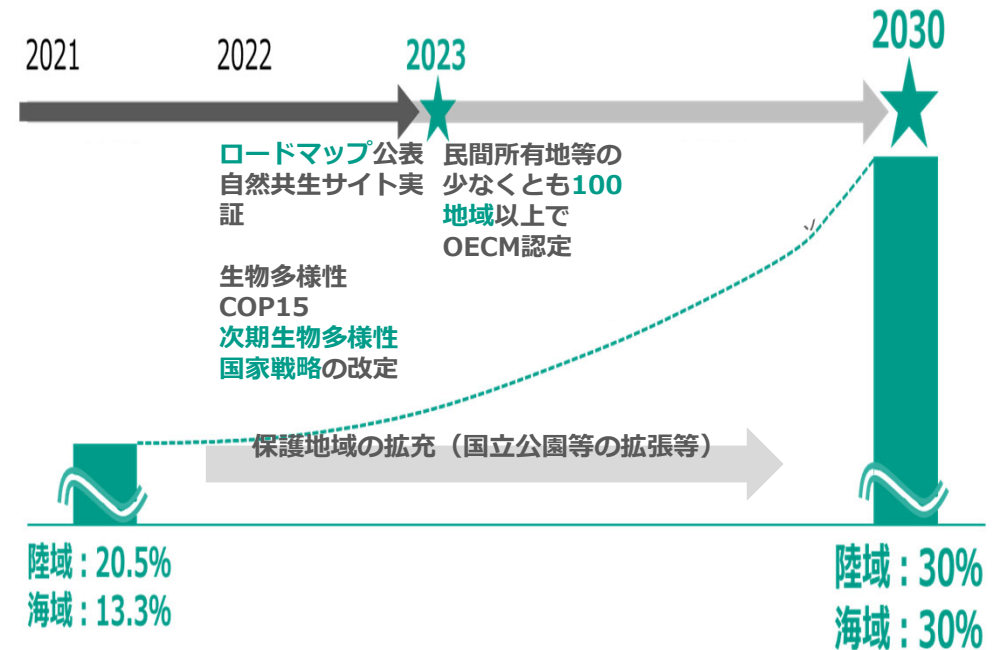 2021
2022
2023
2030
ロードマップ公表
自然共生サイト実
証
生物多様性
COP15
次期生物多様性
国家戦略の改定
民間所有地等の
少なくとも100
地域以上で
OECM認定
保護地域の拡充（国立公園等の拡張等）
陸域：20.5%
海域：13.3%
陸域：30%
海域：30%